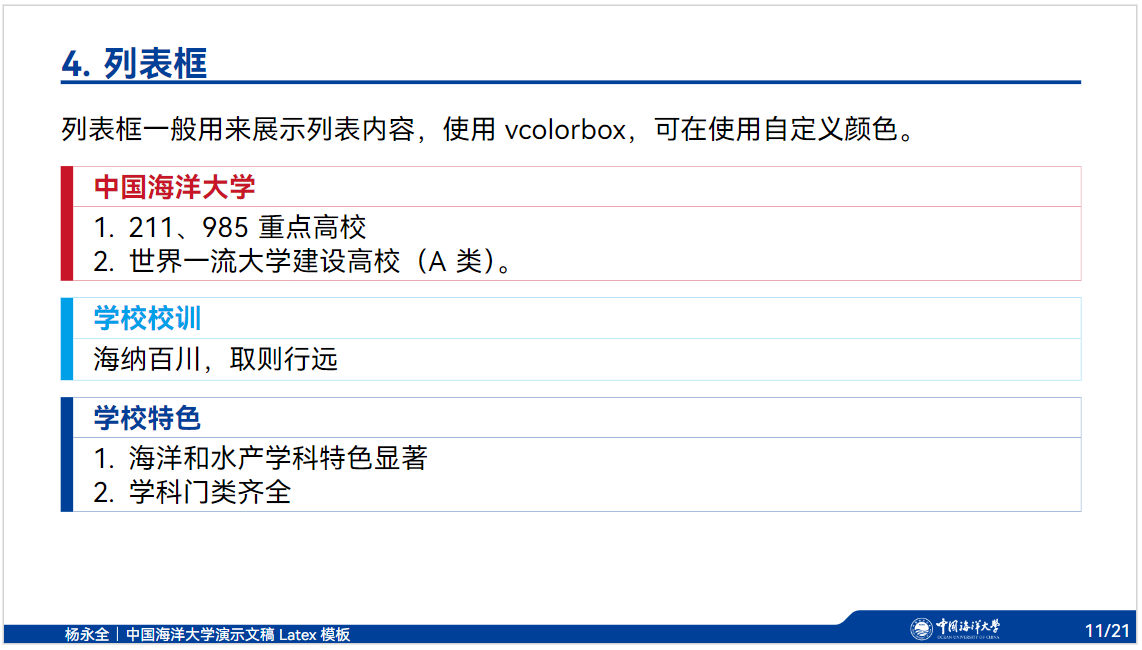 4. 列表框
列表框一般用来展示列表内容，使用 vcolorbox，可在使用自定义颜色。
中国海洋大学
1. 211、985 重点高校
2. 世界一流大学建设高校（A 类）。
学校校训
海纳百川，取则行远
学校特色
1. 海洋和水产学科特色显著
2. 学科门类齐全
杨永全｜中国海洋大学演示文稿 Latex 模板
中国海洋大学
OCEAN UNIVERSITY OF CHINA
11/21